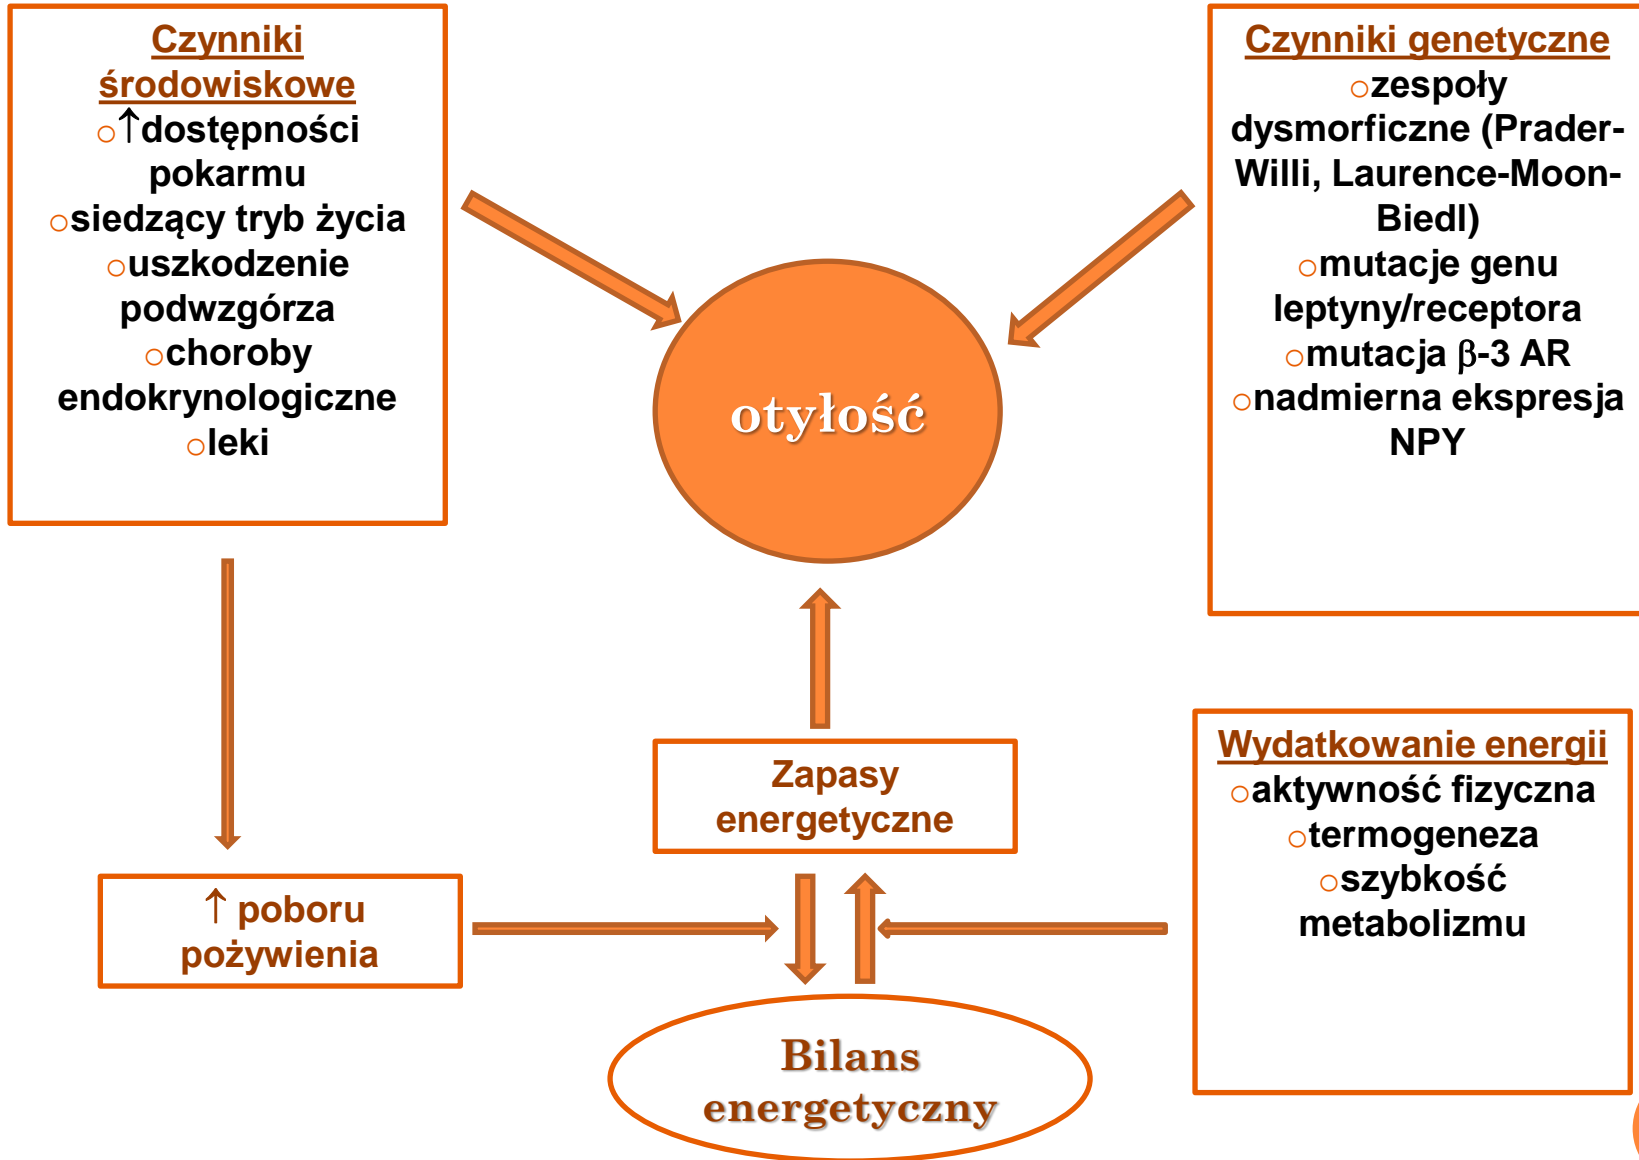 Czynniki
środowiskowe
○↑dostępności
pokarmu
○siedzący tryb życia
○uszkodzenie
podwzgórza
○choroby
endokrynologiczne
○leki
Czynniki genetyczne
○zespoły
dysmorficzne (Prader-
Willi, Laurence-Moon-
Biedl)
○mutacje genu
leptyny/receptora
○mutacja β-3 AR
○nadmierna ekspresja
NPY
otyłość
Zapasy
energetyczne
Wydatkowanie energii
○aktywność fizyczna
○termogeneza
○szybkość
metabolizmu
↑ poboru
pożywienia
Bilans
energetyczny